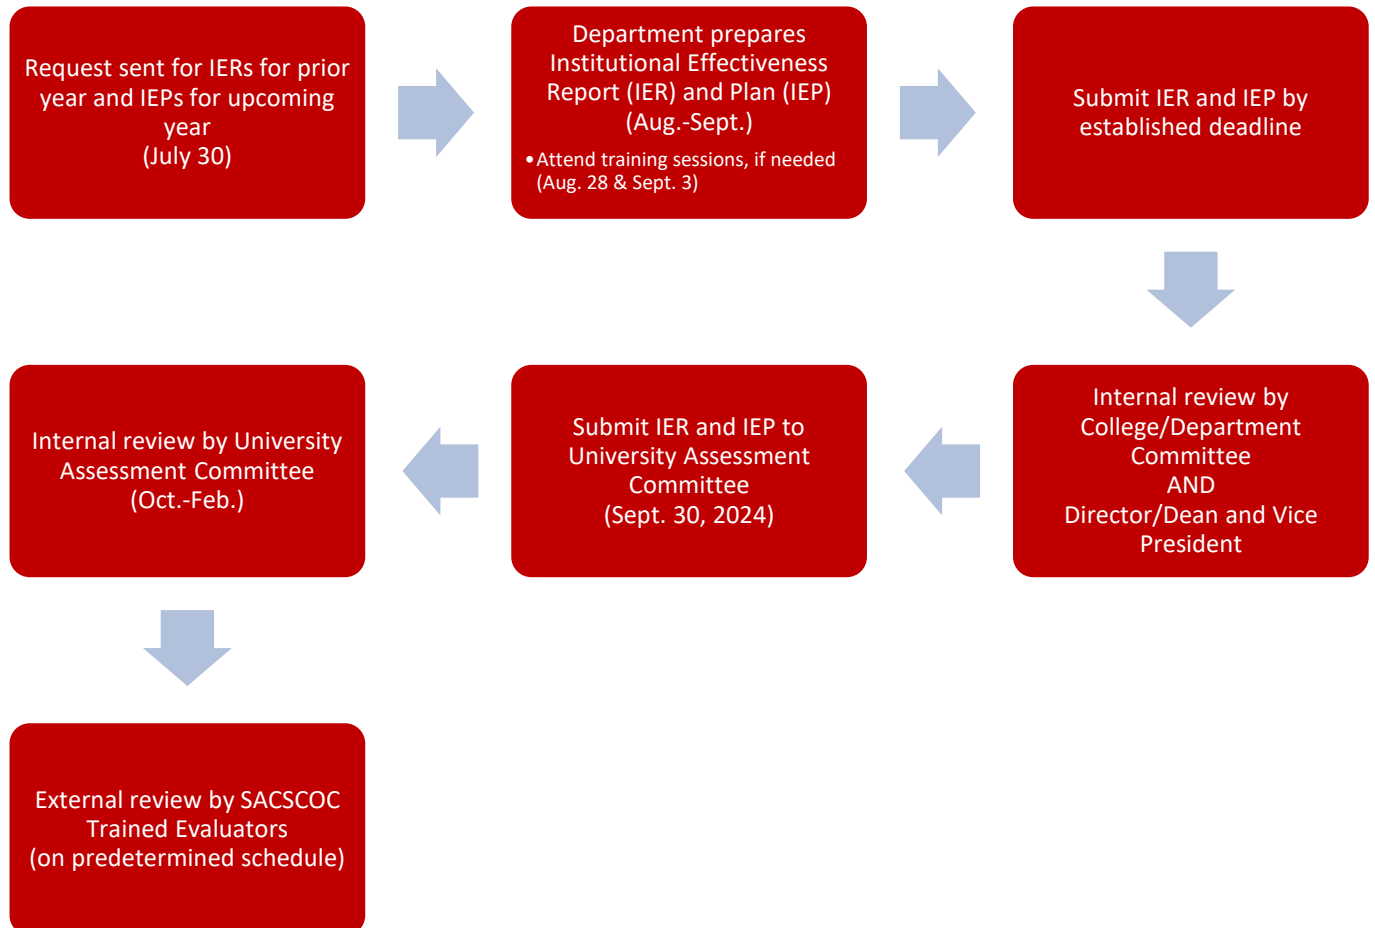 Request sent for IERs for prior
year and IEPs for upcoming
year
(July 30)
Department prepares
Institutional Effectiveness
Report (IER) and Plan (IEP)
(Aug.-Sept.)
•Attend training sessions, if needed
(Aug. 28 & Sept. 3)
Submit IER and IEP by
established deadline
Internal review by
College/Department
Committee
AND
Director/Dean and Vice
President
Submit IER and IEP to
University Assessment
Committee
(Sept. 30, 2024)
Internal review by University
Assessment Committee
(Oct.-Feb.)
External review by SACSCOC
Trained Evaluators
(on predetermined schedule)